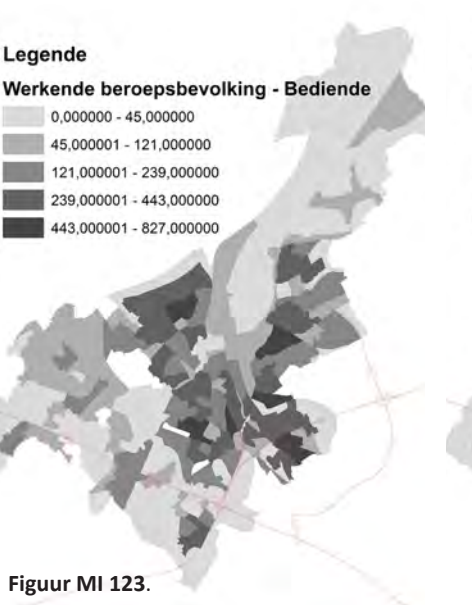 Legende
Werkende beroepsbevolking - Bediende
0,000000 - 45,000000
45,000001 - 121,000000
121,000001 - 239,000000
239,000001 - 443,000000
443,000001 - 827,000000
Figuur MI 123.